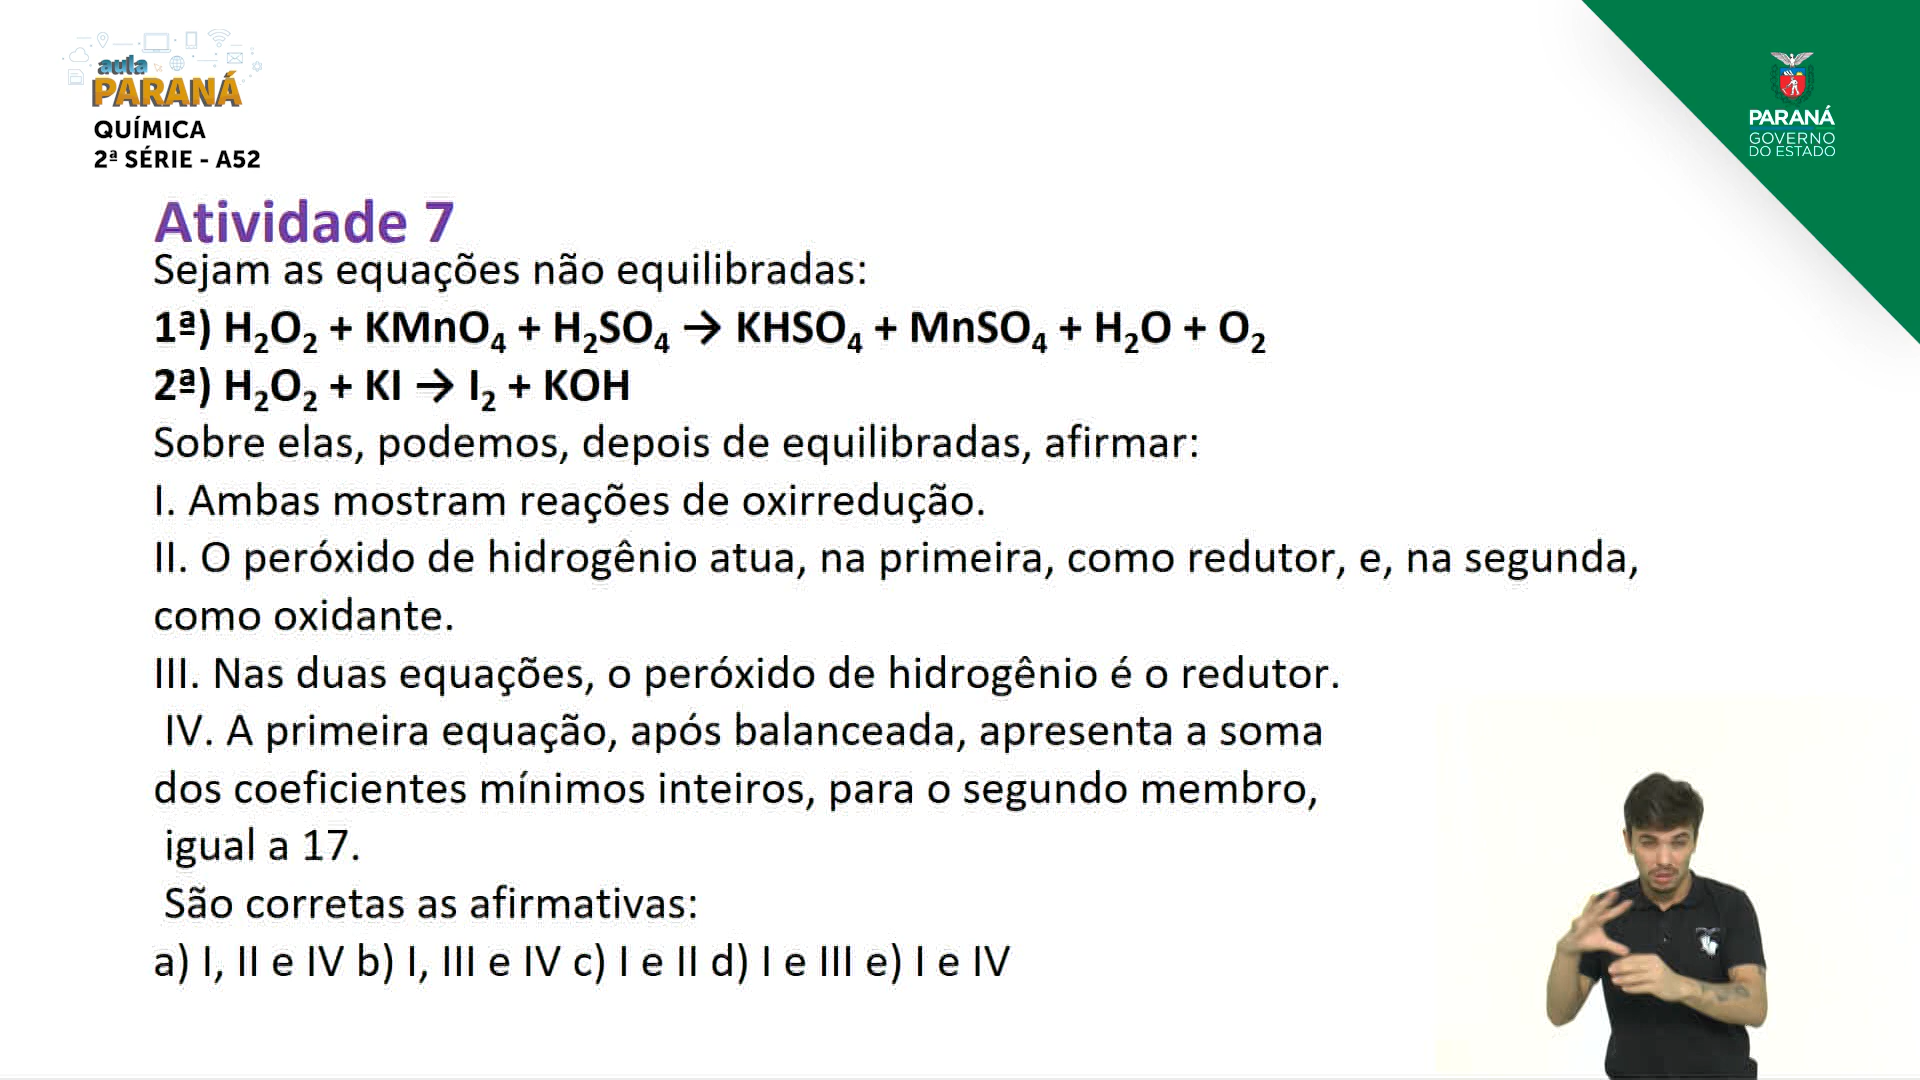 aula
PARANÁ
QUÍMICA
2ª SÉRIE - A52
PARANÁ
GOVERNO
DO ESTADO
Atividade 7
Sejam as equações não equilibradas:
1ª) H₂O₂ + KMnO₄ + H₂SO₄ → KHSO₄ + MnSO₄ + H₂O + O₂
2ª) H₂O₂ + KI → I₂ + KOH
Sobre elas, podemos, depois de equilibradas, afirmar:
I. Ambas mostram reações de oxirredução.
II. O peróxido de hidrogênio atua, na primeira, como redutor, e, na segunda,
como oxidante.
III. Nas duas equações, o peróxido de hidrogênio é o redutor.
IV. A primeira equação, após balanceada, apresenta a soma
dos coeficientes mínimos inteiros, para o segundo membro,
igual a 17.
São corretas as afirmativas:
a) I, II e IV b) I, III e IV c) I e II d) I e III e) I e IV